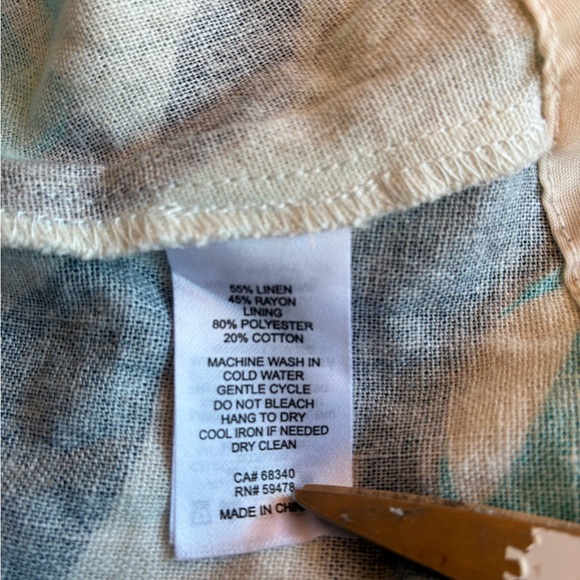 55% LINEN
45% RAYON
LINING
80% POLYESTER
20% COTTON
MACHINE WASH IN
COLD WATER
GENTLE CYCLE
DO NOT BLEACH
HANG TO DRY
COOL IRON IF NEEDED
DRY CLEAN
CA# 68340
RN# 59478
MADE IN